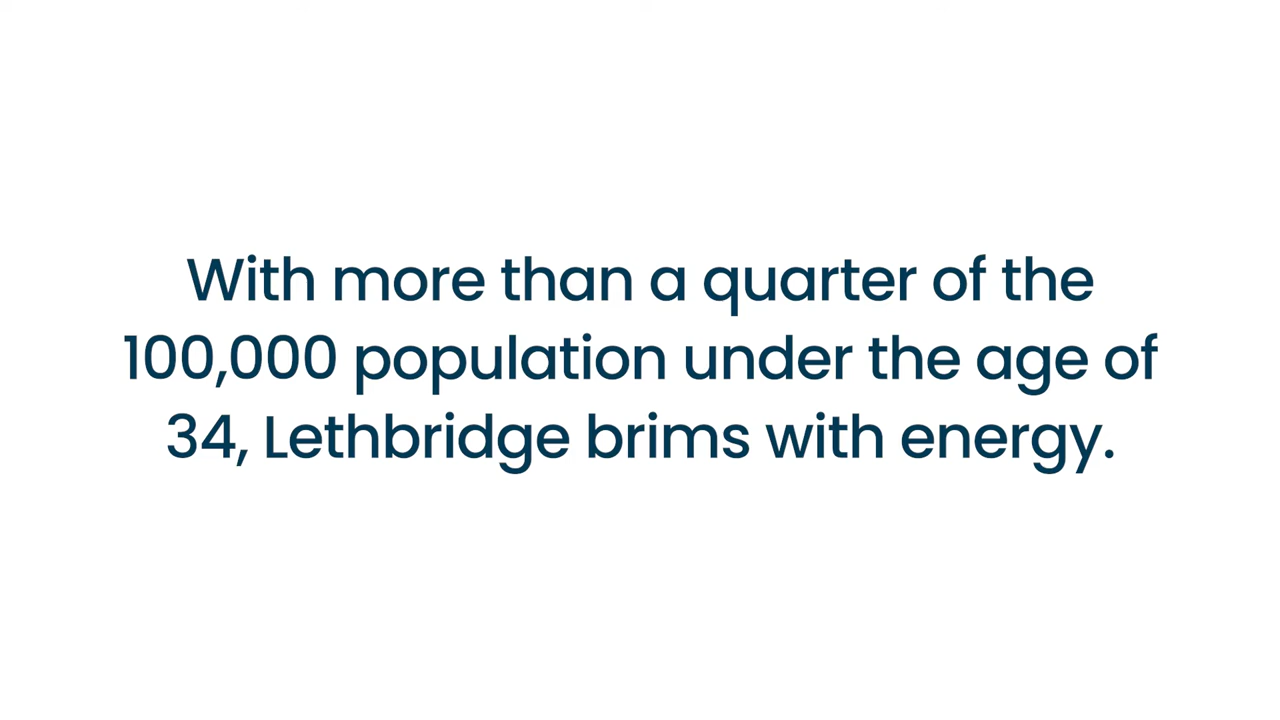 With more than a quarter of the
100,000 population under the age of
34, Lethbridge brims with energy.